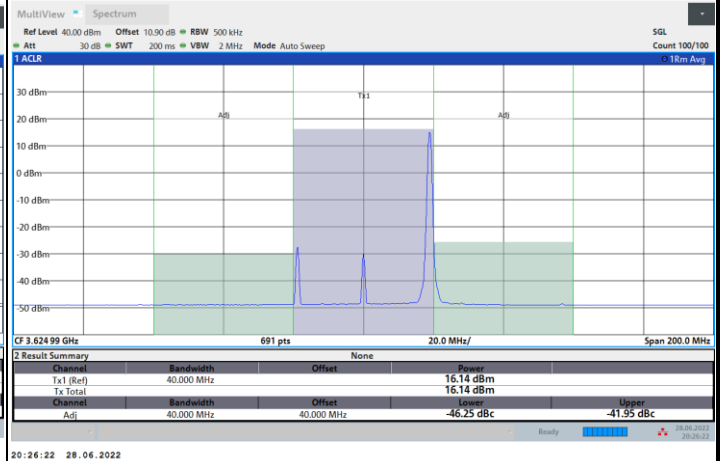 MultiView Spectrum
Ref Level 40.00 dBm Offset 10.90 dB RBW 500 kHz SGL
Att 30 dB SWT 200 ms VBW 2 MHz Mode Auto Sweep Count 100/100
1 ACLR 1Rm Avg
30 dBm
Tx1
20 dBm
Adj Adj
10 dBm
0 dBm
-10 dBm
-20 dBm
-30 dBm
-40 dBm
-50 dBm
CF 3.624 99 GHz 691 pts 20.0 MHz/ Span 200.0 MHz
2 Result Summary None
Channel Bandwidth Offset Power
Tx1 (Ref) 40.000 MHz 16.14 dBm
Tx Total 16.14 dBm
Channel Bandwidth Offset Lower Upper
Adj 40.000 MHz 40.000 MHz -46.25 dBc -41.95 dBc
Ready 28.06.2022
20:26:22
20:26:22 28.06.2022